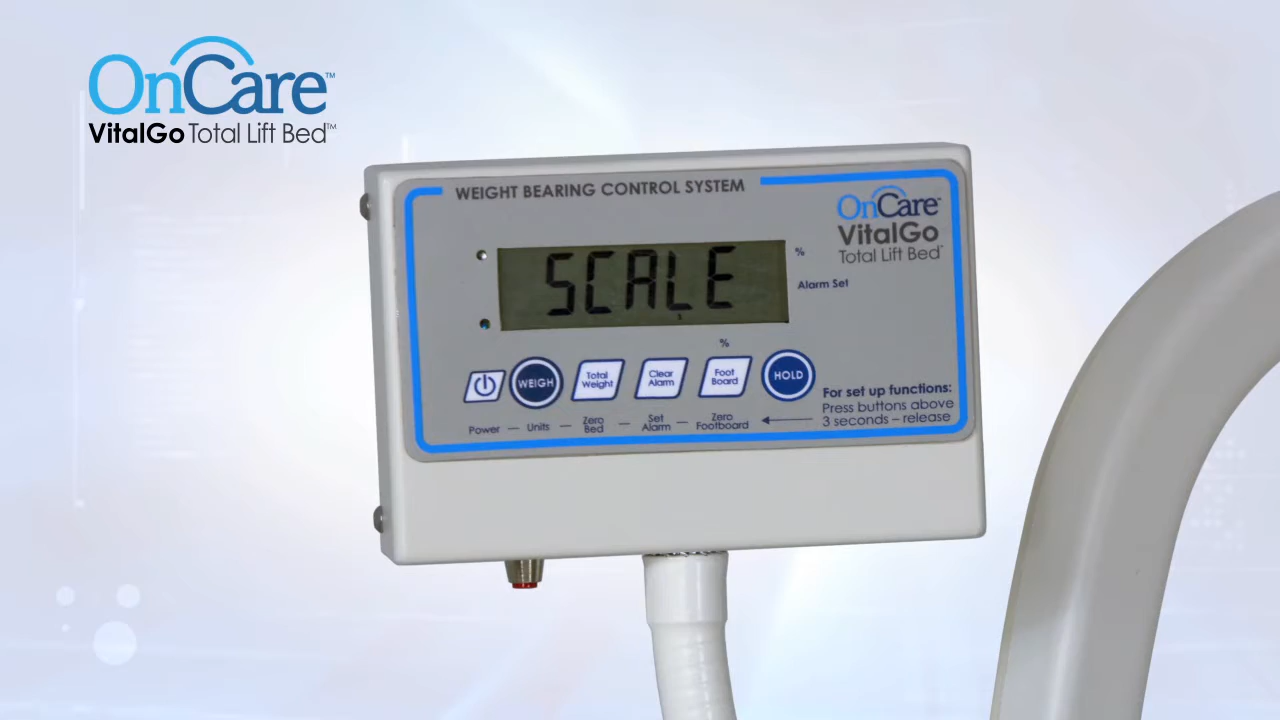 OnCare™
VitalGo Total Lift Bed™
WEIGHT BEARING CONTROL SYSTEM
OnCare™
VitalGo
Total Lift Bed™
SCALE
%
Alarm Set
%
WEIGH
Total
Weight
Clear
Alarm
Foot
Board
HOLD
For set up functions:
Press buttons above
3 seconds – release
Power — Units — Zero
Bed — Set
Alarm — Zero
Footboard